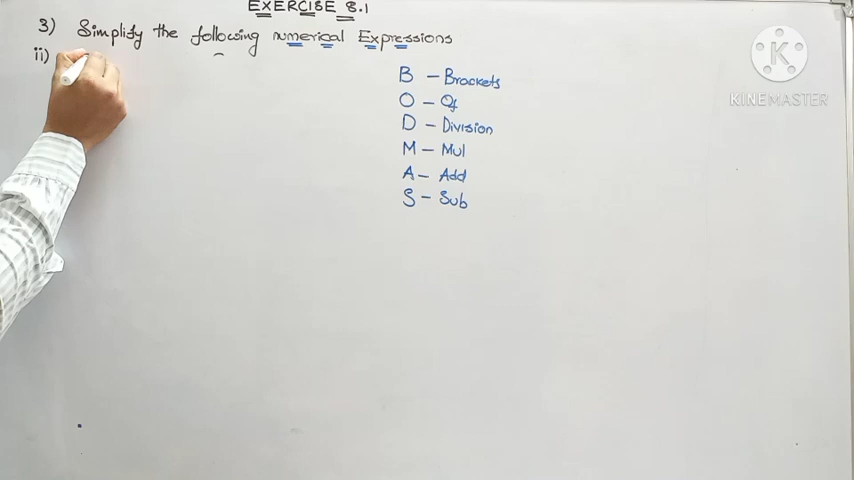 EXERCISE 8.1
3) Simplify the following numerical Expressions
ii)
B - Brackets
O - Of
D - Division
M - Mul
A - Add
S - Sub
K
KINEMASTER